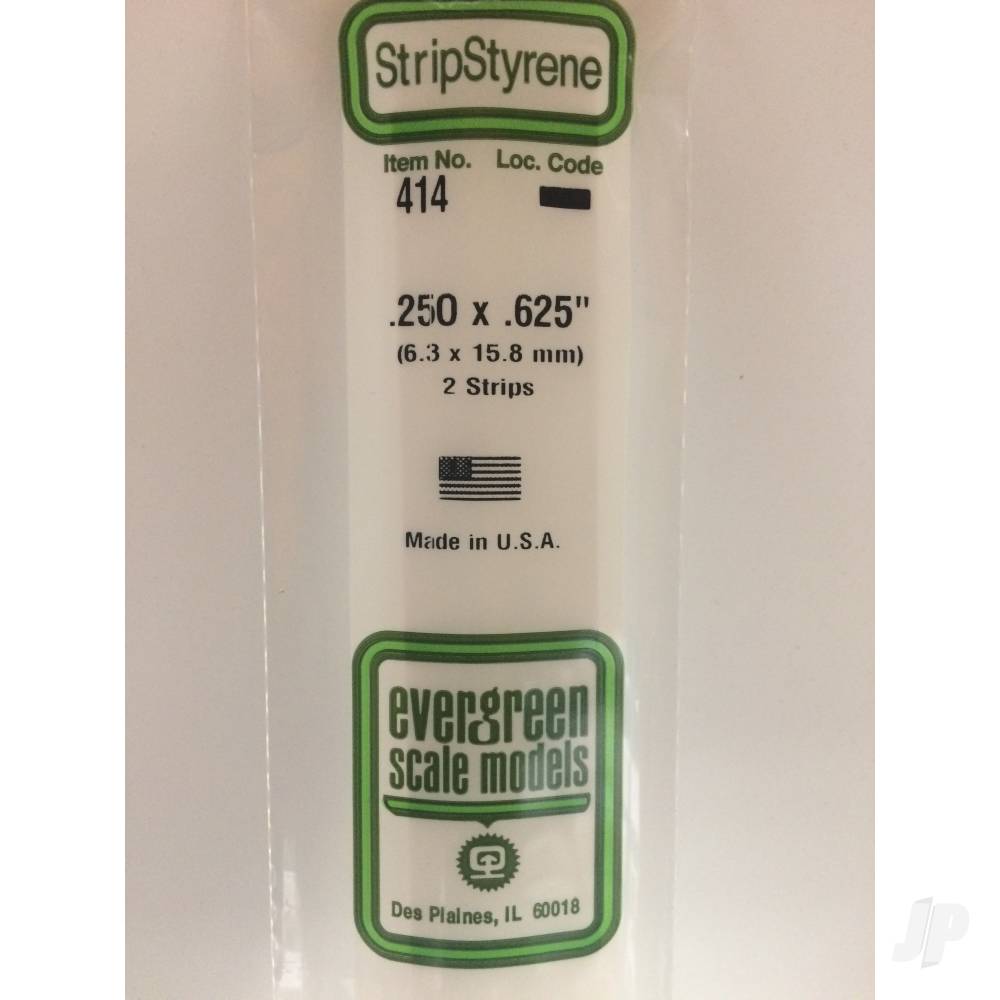 StripStyrene
Item No. Loc. Code
414
.250 x .625"
(6.3 x 15.8 mm)
2 Strips
Made in U.S.A.
evergreen
scale models
Des Plaines, IL 60018
JP